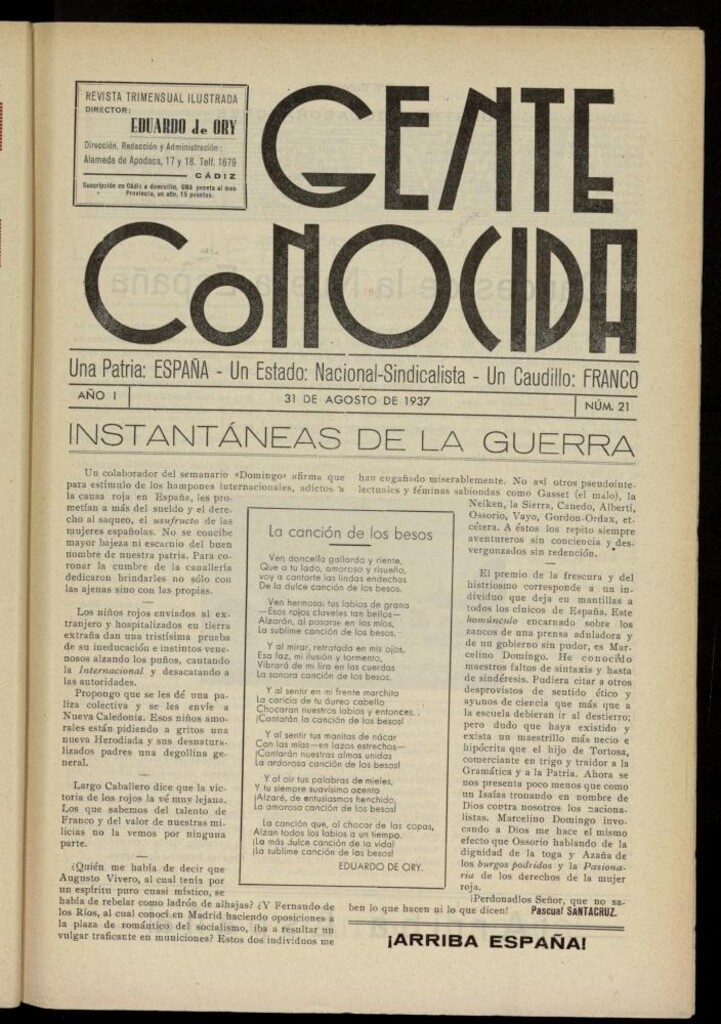 REVISTA TRIMENSUAL ILUSTRADA
DIRECTOR:
EDUARDO de ORY
Dirección, Redacción y Administración:
Alameda de Apodaca, 17 y 18. Telf. 1679
CÁDIZ
Suscripción en Cádiz a domicilio, UNA peseta al mes
Provincia, un año, 15 pesetas.
GENTE
CONOCIDA
Una Patria: ESPAÑA - Un Estado: Nacional-Sindicalista - Un Caudillo: FRANCO
AÑO I
31 DE AGOSTO DE 1937
NÚM. 21
INSTANTÁNEAS DE LA GUERRA
Un colaborador del semanario «Domingo» afirma que
para estímulo de los hampones internacionales, adictos a
la causa roja en España, les pro-
metían a más del sueldo y el dere-
cho al saqueo, el usufructo de las
mujeres españolas. No se concibe
mayor bajeza ni escarnio del buen
nombre de nuestra patria. Para co-
ronar la cumbre de la canallería
dedicaron brindarles no sólo con
las ajenas sino con las propias.
Los niños rojos enviados al ex-
tranjero y hospitalizados en tierra
extraña dan una tristísima prueba
de su ineducación e instintos vene-
nosos alzando los puños, cantando
la Internacional y desacatando a
las autoridades.
Propongo que se les dé una pa-
liza colectiva y se les envíe a
Nueva Caledonia. Esos niños amo-
rales están pidiendo a gritos una
nueva Herodiada y sus desnatura-
lizados padres una degollina ge-
neral.
Largo Caballero dice que la vic-
toria de los rojos la vé muy lejana.
Los que sabemos del talento de
Franco y del valor de nuestras mi-
licias no la vemos por ninguna
parte.
¿Quién me había de decir que
Augusto Vivero, al cual tenía por
un espíritu puro cuasi místico, se
había de rebelar como ladrón de alhajas? ¿Y Fernando de
los Ríos, al cual conocí en Madrid haciendo oposiciones a
la plaza de romántico del socialismo, iba a resultar un
vulgar traficante en municiones? Estos dos individuos me
La canción de los besos
Ven doncella gallarda y riente,
Que a tu lado, amoroso y risueño,
voy a cantarte las lindas endechas
De la dulce canción de los besos.
Ven hermosa: tus labios de grana
—Esos rojos claveles tan bellos—
Alzarán, al posarse en los míos,
La sublime canción de los besos.
Y al mirar, retratada en mis ojos,
Esa faz, mi ilusión y tormento,
Vibrará de mi lira en las cuerdas
La sonora canción de los besos.
Y al sentir en mi frente marchita
La caricia de tu áureo cabello
Chocarán nuestros labios y entonces..
¡Cantarán la canción de los besos!
Y al sentir tus manitas de nácar
Con las mías—en lazos estrechos—
¡Cantarán nuestras almas unidas
La ardorosa canción de los besos!
Y al oir tus palabras de mieles,
Y tu siempre suavísimo acento
¡Alzaré, de entusiasmos henchido,
La amorosa canción de los besos!
La canción que, al chocar de las copas,
Alzan todos los labios a un tiempo.
¡La más dulce canción de la vida!
¡La sublime canción de los besos!
EDUARDO DE ORY.
han engañado miserablemente. No así otros pseudointe-
lectuales y féminas sabiondas como Gasset (el malo), la
Nelken, la Sierra, Canedo, Alberti,
Ossorio, Vayo, Gordon-Ordax, et-
cétera. A éstos los repito siempre
aventureros sin conciencia y des-
vergonzados sin redención.
El premio de la frescura y del
histrismo corresponde a un in-
dividuo que deja en mantillas a
todos los cínicos de España. Este
homúnculo encarnado sobre los
zancos de una prensa aduladora y
de un gobierno sin pudor, es Mar-
celino Domingo. He conocido
maestros faltos de sintaxis y hasta
de sindéresis. Pudiera citar a otros
desprovistos de sentido ético y
ayunos de ciencia que más que a
la escuela debieran ir al destierro;
pero dudo que haya existido y
exista un maestrillo más necio e
hipócrita que el hijo de Tortosa,
comerciante en trigo y traidor a la
Gramática y a la Patria. Ahora se
nos presenta poco menos que como
un Isaías tronando en nombre de
Dios contra nosotros los naciona-
listas. Marcelino Domingo invo-
cando a Dios me hace el mismo
efecto que Ossorio hablando de la
dignidad de la toga y Azaña de
los burgos podridos y la Pasiona-
ria de los derechos de la mujer
roja.
¡Perdonadlos Señor, que no sa-
ben lo que hacen ni lo que dicen!
Pascual SANTACRUZ.
¡ARRIBA ESPAÑA!